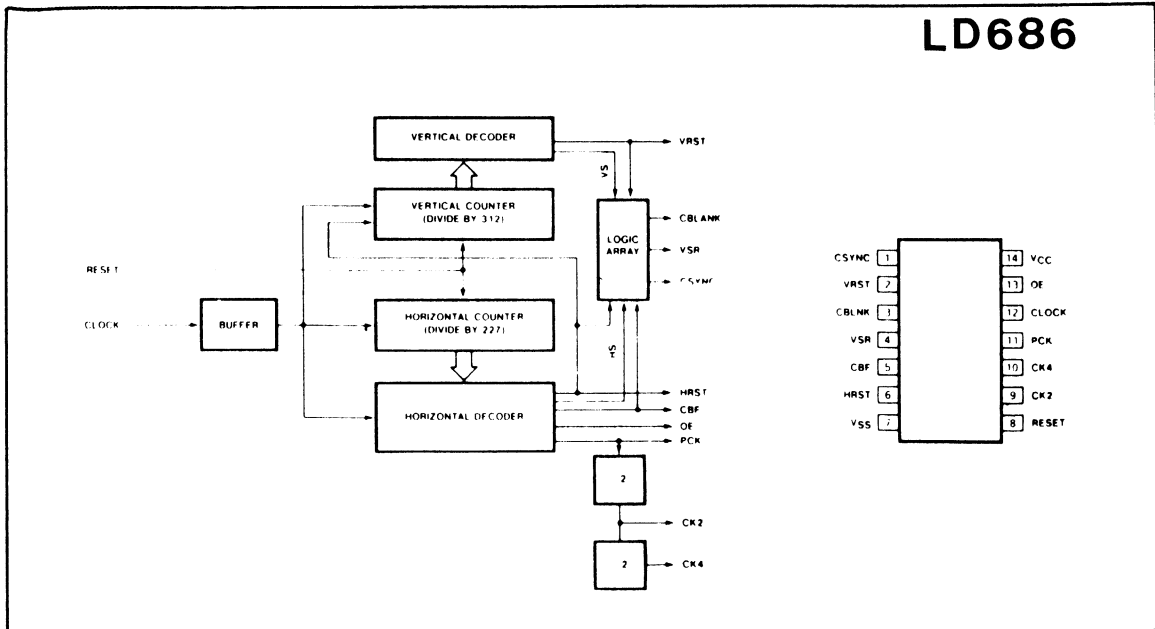 LD686
VERTICAL DECODER
VRST
VS
VERTICAL COUNTER
(DIVIDE BY 312)
LOGIC
ARRAY
CBLANK
VSR
CSYNC
RESET
CLOCK
BUFFER
HORIZONTAL COUNTER
(DIVIDE BY 227)
HS
HORIZONTAL DECODER
HRST
CBF
OE
PCK
2
CK2
2
CK4
CSYNC 1 14 VCC
VRST 2 13 OE
CBLNK 3 12 CLOCK
VSR 4 11 PCK
CBF 5 10 CK4
HRST 6 9 CK2
VSS 7 8 RESET